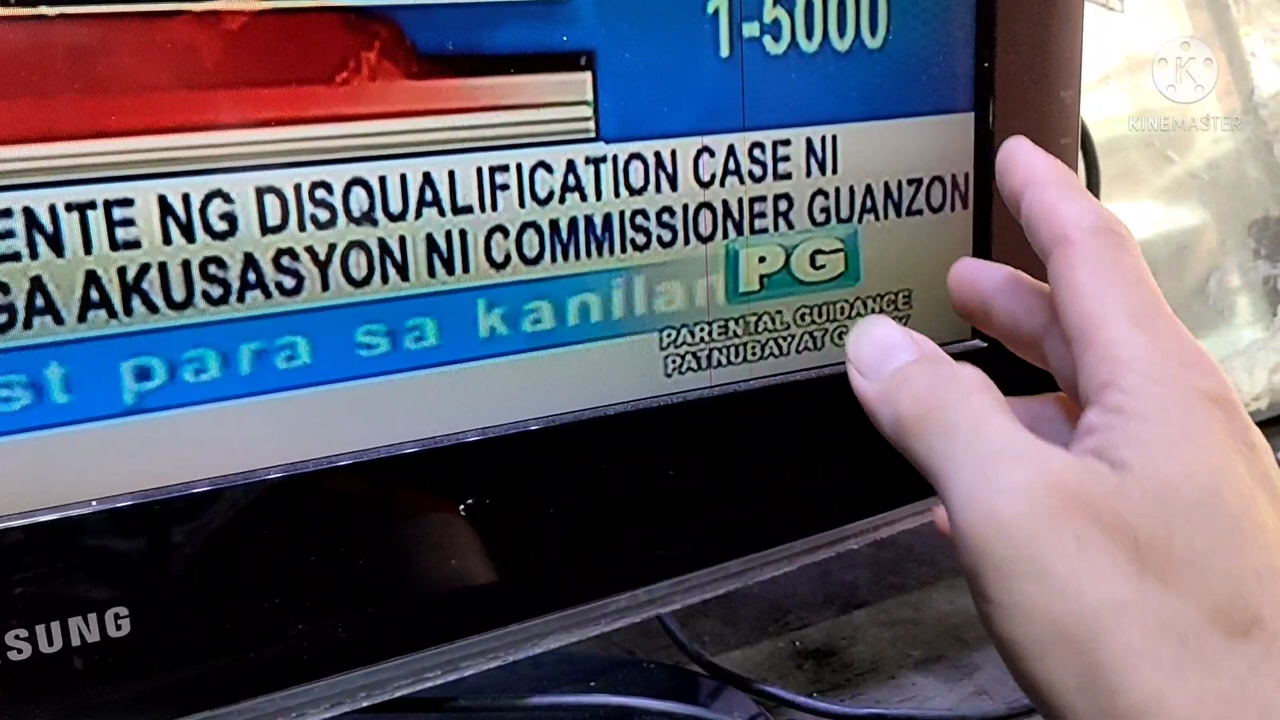 1-5000
KINEMASTER
ENTE NG DISQUALIFICATION CASE NI
GA AKUSASYON NI COMMISSIONER GUANZON
st para sa kanilan
PG
PARENTAL GUIDANCE
PATNUBAY AT G
SUNG